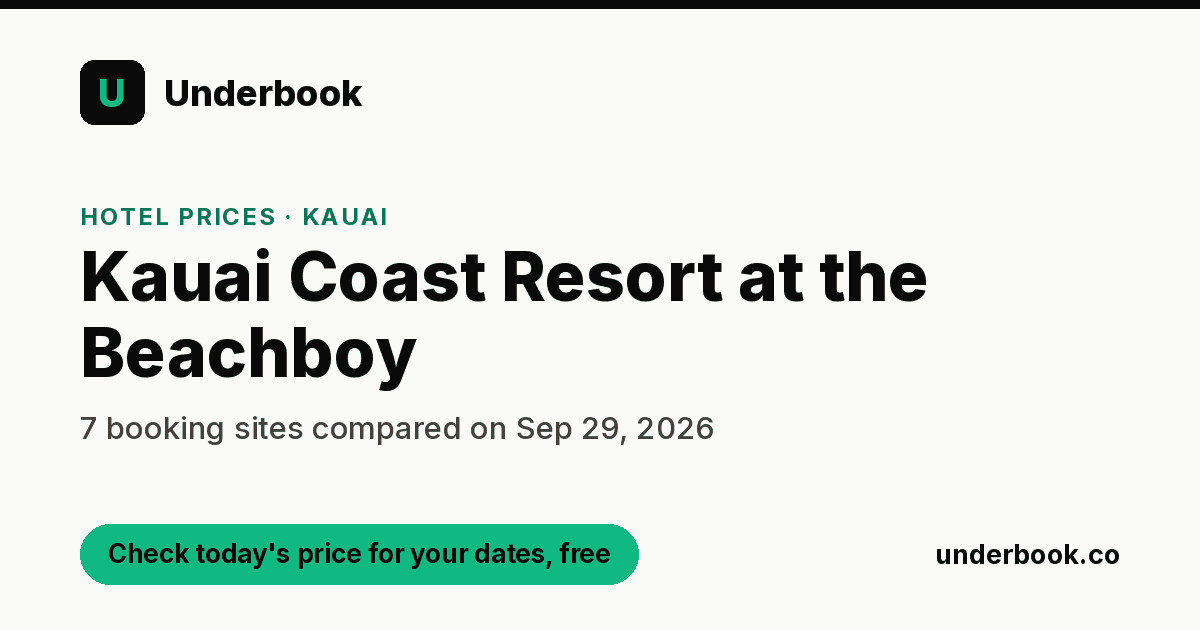 U Underbook
HOTEL PRICES · KAUAI
Kauai Coast Resort at the
Beachboy
7 booking sites compared on Sep 29, 2026
Check today's price for your dates, free
underbook.co